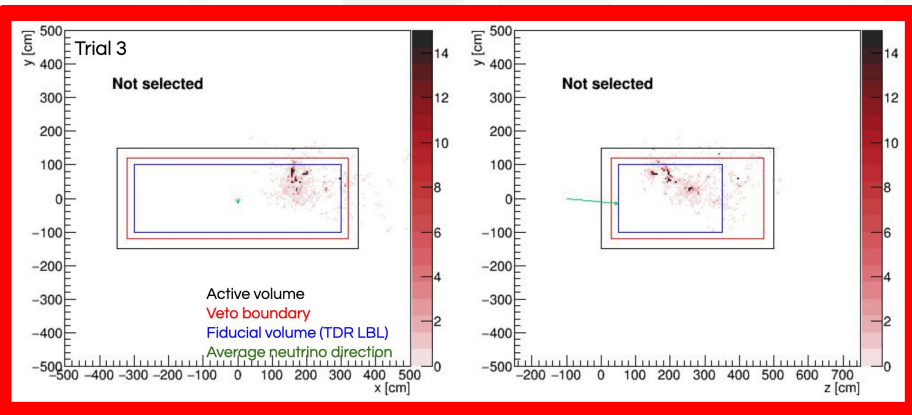 Trial 3
Not selected
Active volume
Veto boundary
Fiducial volume (TDR LBL)
Average neutrino direction
y [cm]
500
400
300
200
100
0
−100
−200
−300
−400
−500
−500 −400 −300 −200 −100 0 100 200 300 400 500
x [cm]
14
12
10
8
6
4
2
0
Not selected
y [cm]
500
400
300
200
100
0
−100
−200
−300
−400
−500
−200 −100 0 100 200 300 400 500 600 700
z [cm]
14
12
10
8
6
4
2
0